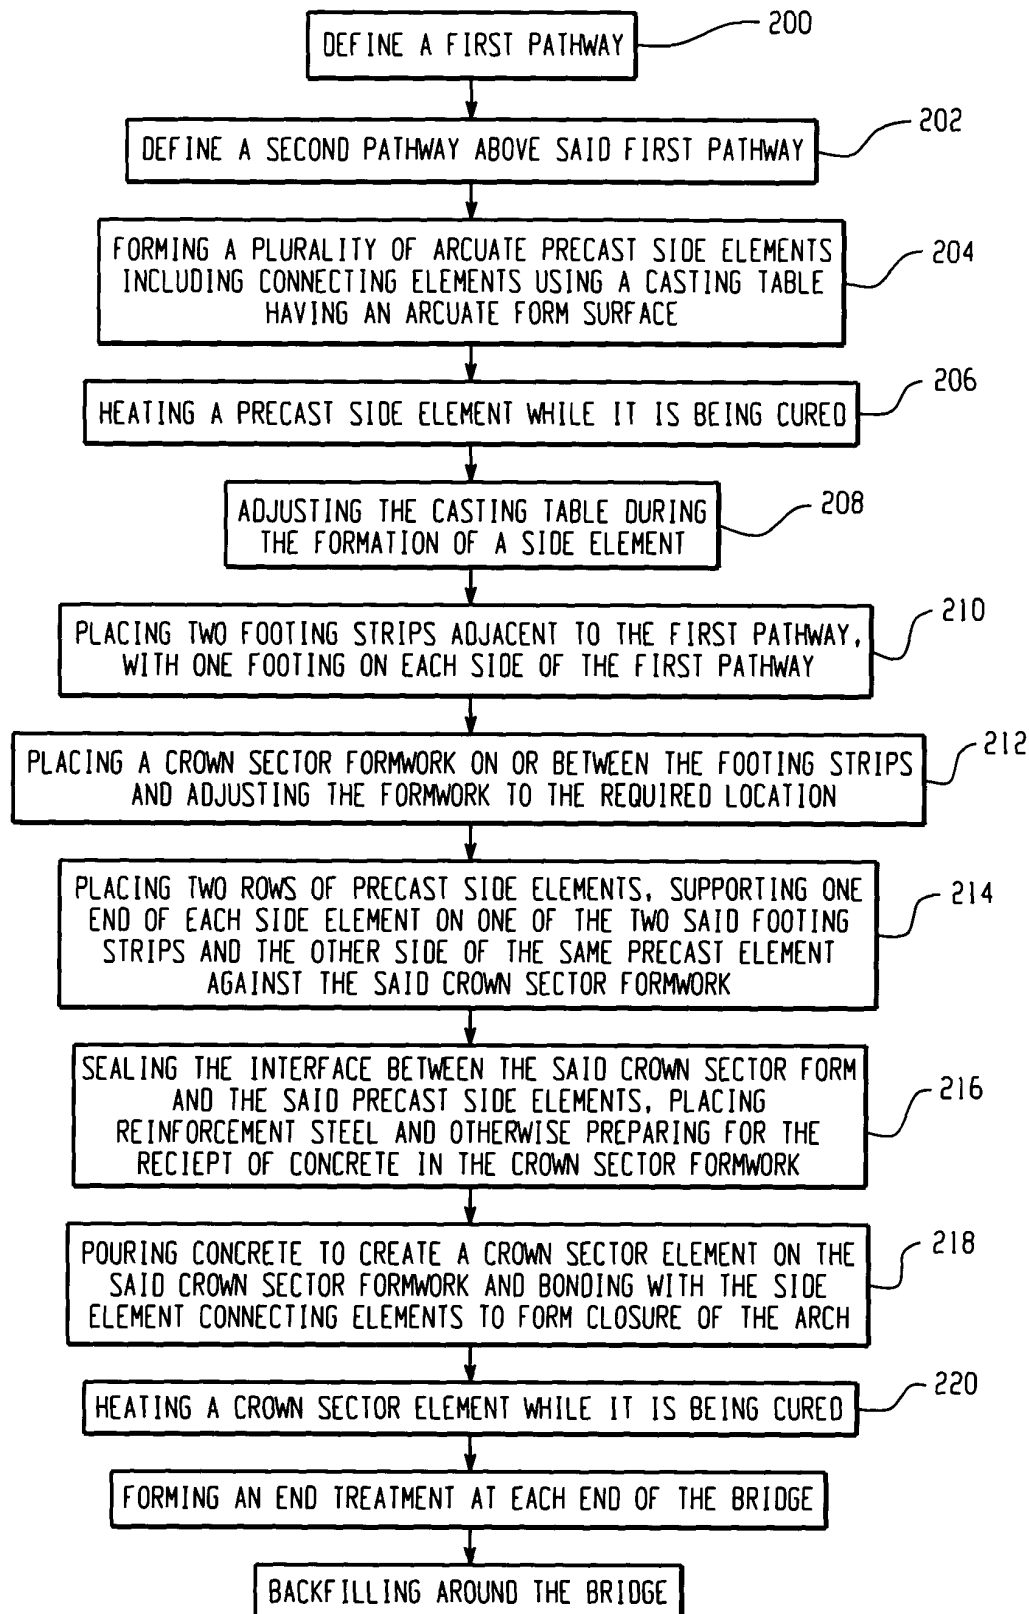 DEFINE A FIRST PATHWAY
200
DEFINE A SECOND PATHWAY ABOVE SAID FIRST PATHWAY
202
FORMING A PLURALITY OF ARCUATE PRECAST SIDE ELEMENTS
INCLUDING CONNECTING ELEMENTS USING A CASTING TABLE
HAVING AN ARCUATE FORM SURFACE
204
HEATING A PRECAST SIDE ELEMENT WHILE IT IS BEING CURED
206
ADJUSTING THE CASTING TABLE DURING
THE FORMATION OF A SIDE ELEMENT
208
PLACING TWO FOOTING STRIPS ADJACENT TO THE FIRST PATHWAY,
WITH ONE FOOTING ON EACH SIDE OF THE FIRST PATHWAY
210
PLACING A CROWN SECTOR FORMWORK ON OR BETWEEN THE FOOTING STRIPS
AND ADJUSTING THE FORMWORK TO THE REQUIRED LOCATION
212
PLACING TWO ROWS OF PRECAST SIDE ELEMENTS, SUPPORTING ONE
END OF EACH SIDE ELEMENT ON ONE OF THE TWO SAID FOOTING
STRIPS AND THE OTHER SIDE OF THE SAME PRECAST ELEMENT
AGAINST THE SAID CROWN SECTOR FORMWORK
214
SEALING THE INTERFACE BETWEEN THE SAID CROWN SECTOR FORM
AND THE SAID PRECAST SIDE ELEMENTS, PLACING
REINFORCEMENT STEEL AND OTHERWISE PREPARING FOR THE
RECIEPT OF CONCRETE IN THE CROWN SECTOR FORMWORK
216
POURING CONCRETE TO CREATE A CROWN SECTOR ELEMENT ON THE
SAID CROWN SECTOR FORMWORK AND BONDING WITH THE SIDE
ELEMENT CONNECTING ELEMENTS TO FORM CLOSURE OF THE ARCH
218
HEATING A CROWN SECTOR ELEMENT WHILE IT IS BEING CURED
220
FORMING AN END TREATMENT AT EACH END OF THE BRIDGE
BACKFILLING AROUND THE BRIDGE